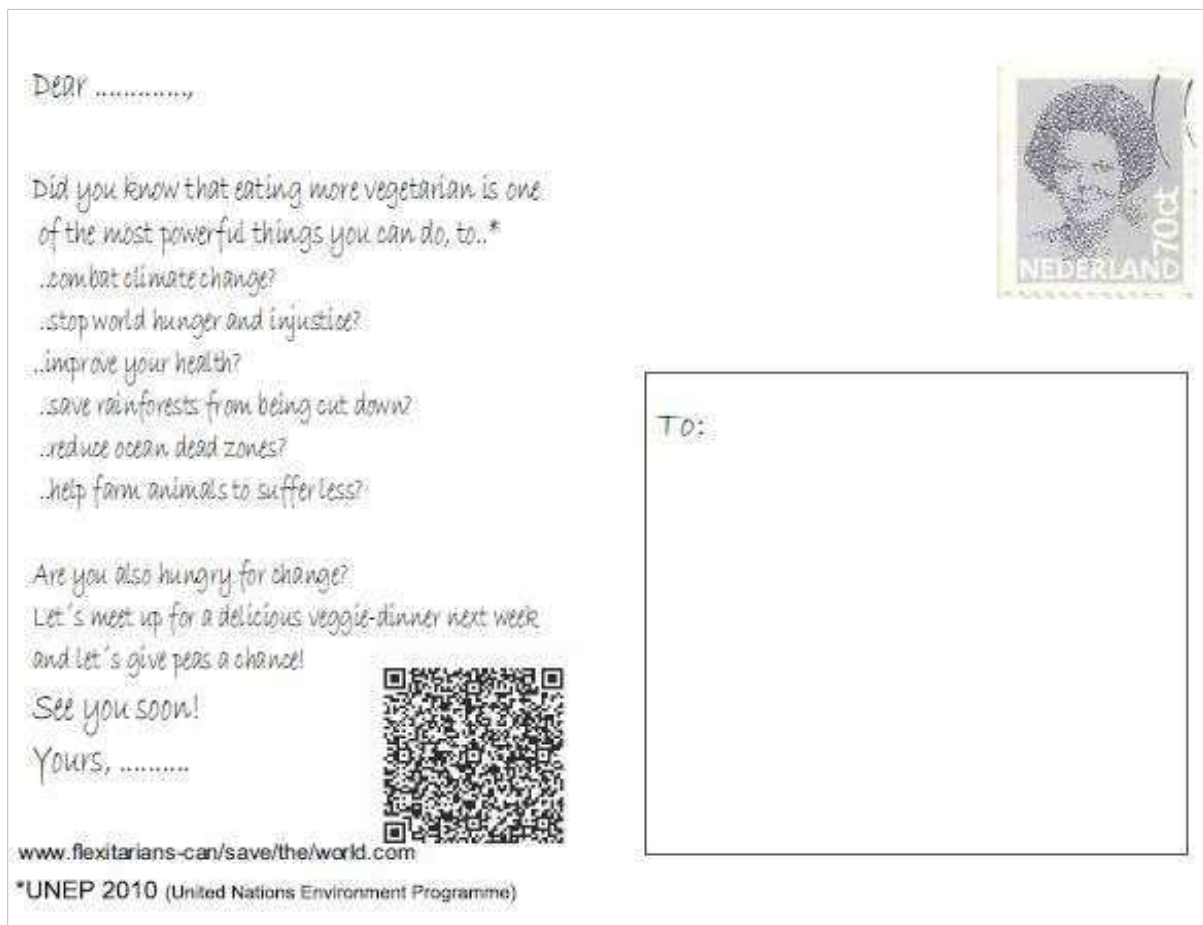 Dear .............,
Did you know that eating more vegetarian is one
of the most powerful things you can do, to..*
..combat climate change?
..stop world hunger and injustice?
..improve your health?
..save rainforests from being cut down?
..reduce ocean dead zones?
..help farm animals to suffer less?
Are you also hungry for change?
Let´s meet up for a delicious veggie-dinner next week
and let´s give peas a chance!
See you soon!
Yours, ..........
www.flexitarians-can/save/the/world.com
*UNEP 2010 (United Nations Environment Programme)
70ct
NEDERLAND
To: